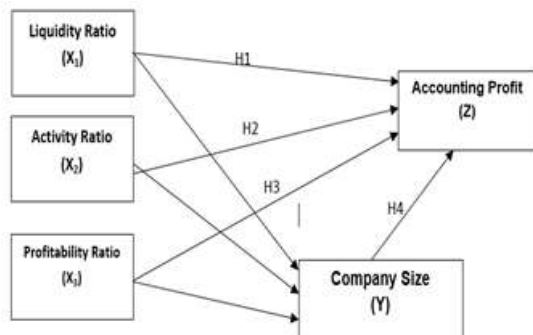 Liquidity Ratio
(X₁)
H1
Accounting Profit
(Z)
Activity Ratio
(X₂)
H2
H3
Profitability Ratio
(X₃)
H4
Company Size
(Y)